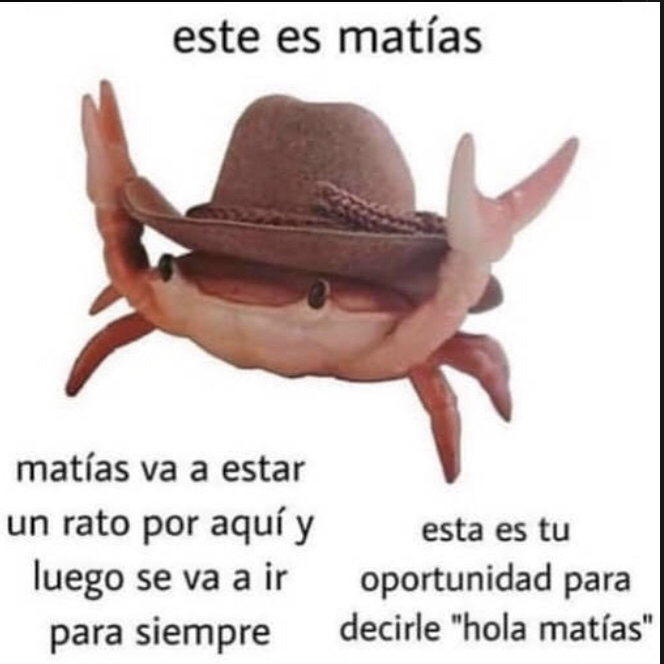 este es matías
matías va a estar
un rato por aquí y
luego se va a ir
para siempre
esta es tu
oportunidad para
decirle "hola matías"